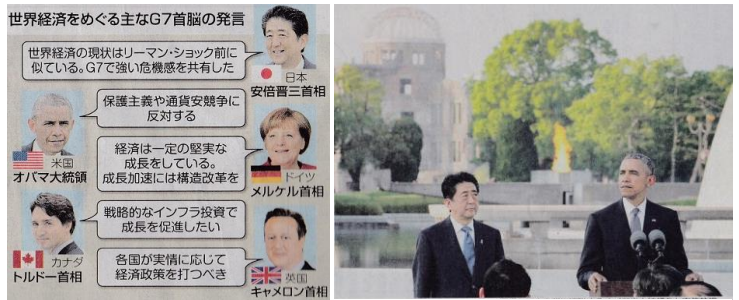 世界経済をめぐる主なG7首脳の発言
世界経済の現状はリーマン・ショック前に
似ている。G7で強い危機感を共有した
日本
安倍晋三首相
保護主義や通貨安競争に
反対する
米国
オバマ大統領
経済は一定の堅実な
成長をしている。
成長加速には構造改革を
ドイツ
メルケル首相
戦略的なインフラ投資で
成長を促進したい
カナダ
トルドー首相
各国が実情に応じて
経済政策を打つべき
英国
キャメロン首相